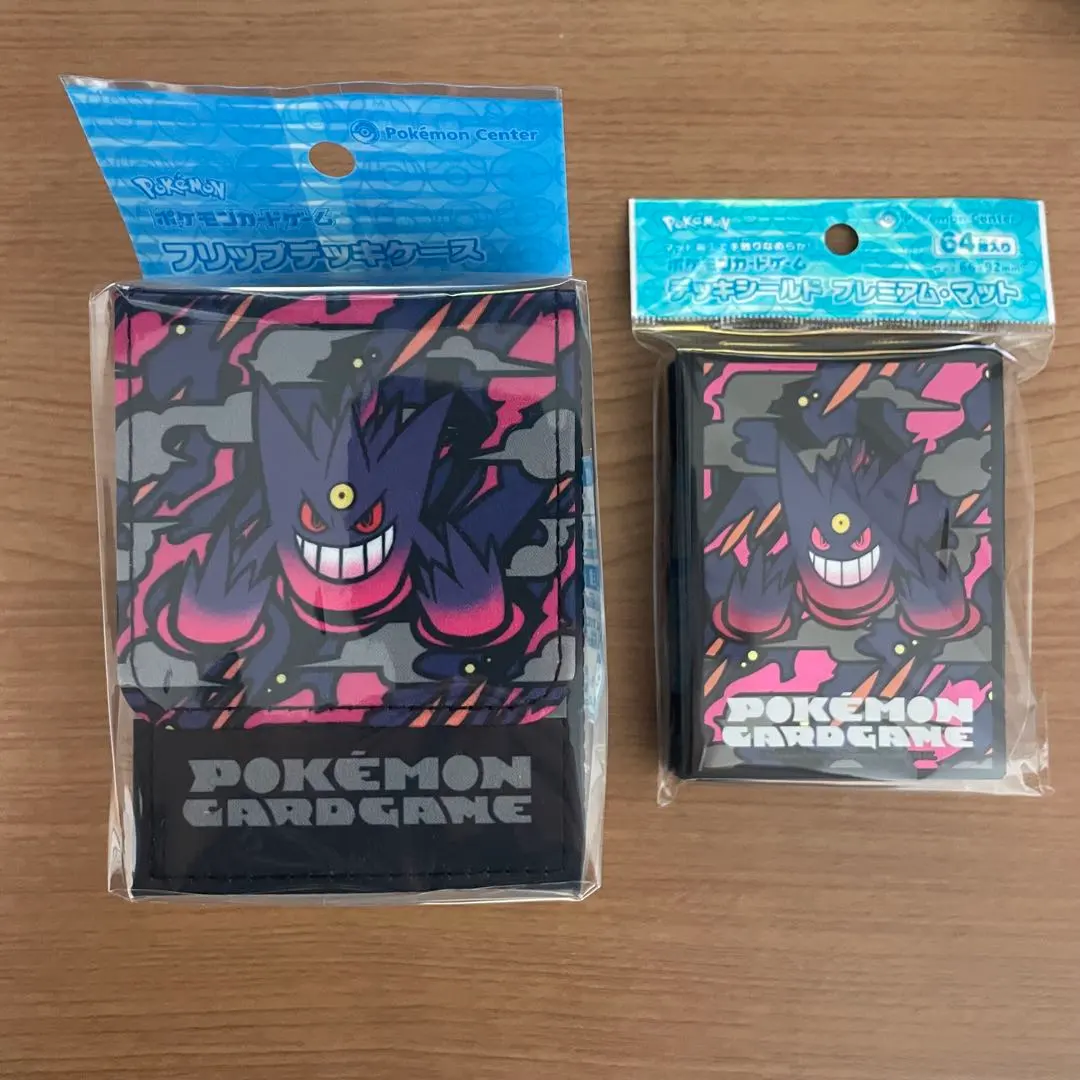 Pokémon Center
POKéMON
ポケモンカードゲーム
フリップデッキケース
POKÉMON
CARDGAME
POKéMON
Pokémon Center
64枚入り
ポケモンカードゲーム
66×92mm
デッキシールド プレミアム・マット
POKÉMON
CARDGAME